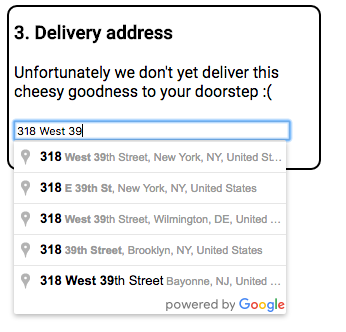 3. Delivery address
Unfortunately we don't yet deliver this
cheesy goodness to your doorstep :(
318 West 39
318 West 39th Street, New York, NY, United St...
318 E 39th St, New York, NY, United States
318 West 39th Street, Wilmington, DE, United ...
318 39th Street, Brooklyn, NY, United States
318 West 39th Street Bayonne, NJ, United ...
powered by Google